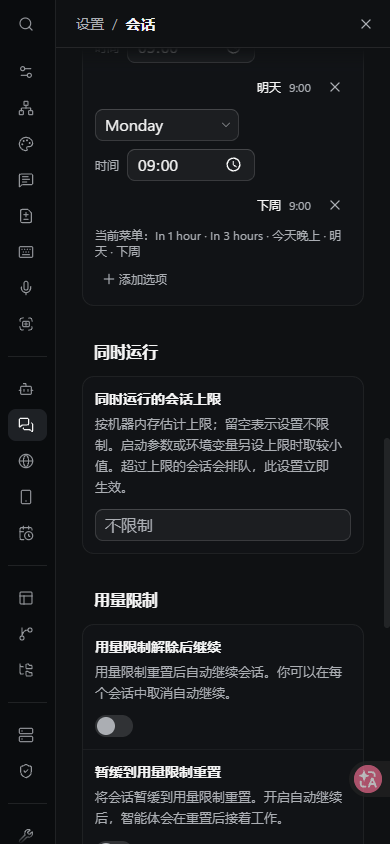 设置 / 会话
明天 9:00
Monday
时间 09:00
下周 9:00
当前菜单：In 1 hour · In 3 hours · 今天晚上 · 明
天 · 下周
添加选项
同时运行
同时运行的会话上限
按机器内存估计上限；留空表示设置不限
制。启动参数或环境变量另设上限时取较小
值。超过上限的会话会排队，此设置立即
生效。
不限制
用量限制
用量限制解除后继续
用量限制重置后自动继续会话。你可以在每
个会话中取消自动继续。
暂缓到用量限制重置
将会话暂缓到用量限制重置。开启自动继续
后，智能体会在重置后接着工作。